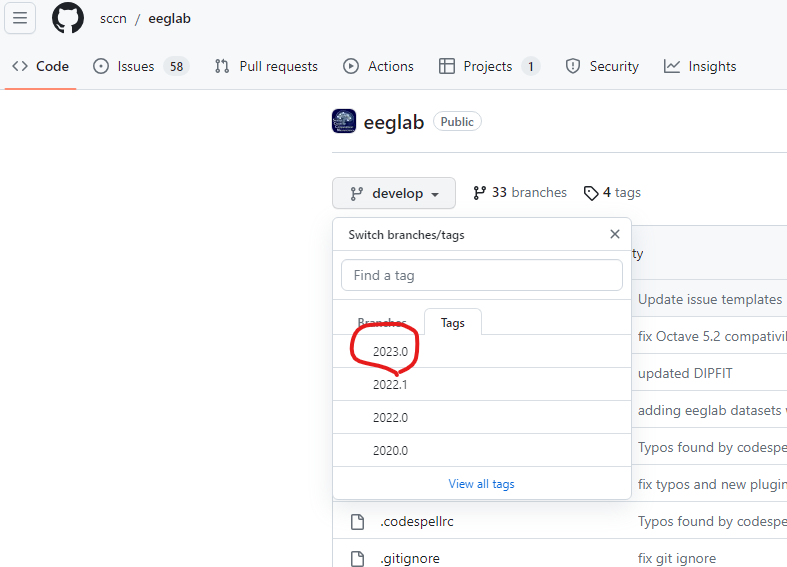 sccn / eeglab
Code Issues 58 Pull requests Actions Projects 1 Security Insights
eeglab Public
develop 33 branches 4 tags
Switch branches/tags
Find a tag
Branches Tags
2023.0
2022.1
2022.0
2020.0
View all tags
ty
Update issue templates
fix Octave 5.2 compativil
updated DIPFIT
adding eeglab datasets
Typos found by codespe
fix typos and new plugin
.codespellrc Typos found by codespe
.gitignore fix git ignore